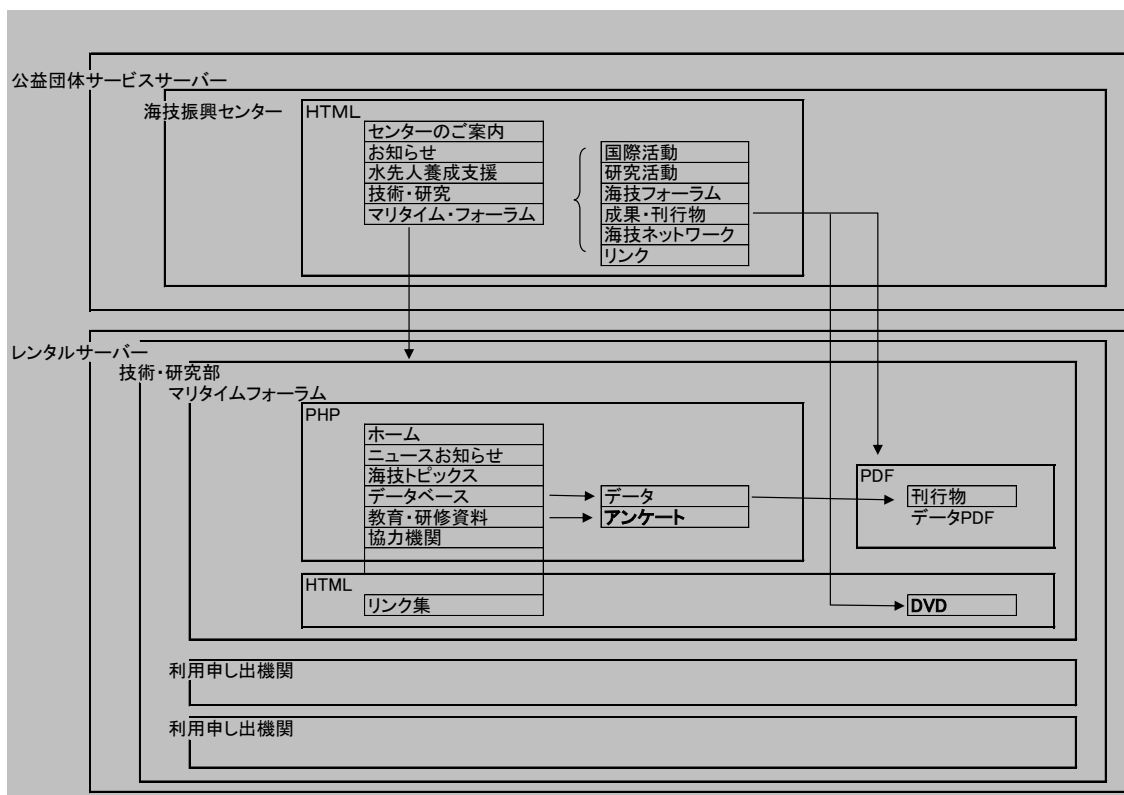 公益団体サービスサーバー
海技振興センター
HTML
センターのご案内
お知らせ
水先人養成支援
技術・研究
マリタイム・フォーラム
国際活動
研究活動
海技フォーラム
成果・刊行物
海技ネットワーク
リンク
レンタルサーバー
技術・研究部
マリタイムフォーラム
PHP
ホーム
ニュースお知らせ
海技トピックス
データベース
教育・研修資料
協力機関
データ
アンケート
PDF
刊行物
データPDF
HTML
リンク集
DVD
利用申し出機関
利用申し出機関